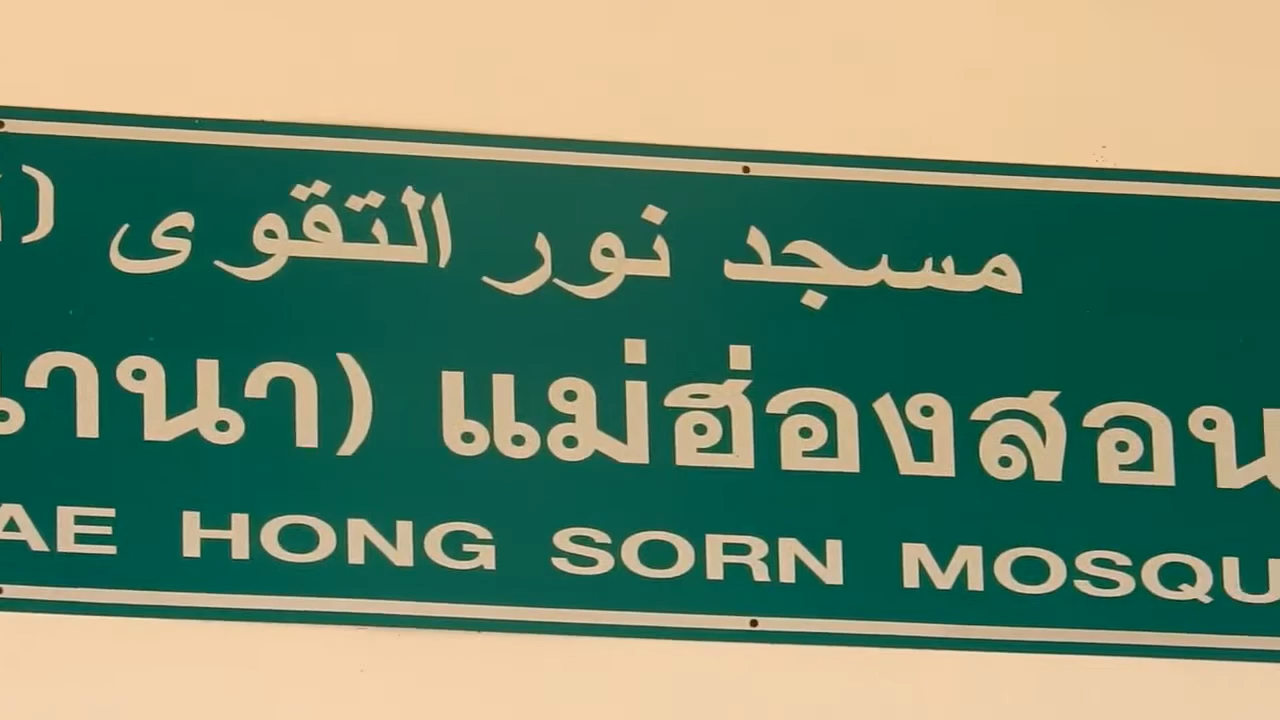 مسجد نور التقوى (
านา) แม่ฮ่องสอน
AE HONG SORN MOSQU